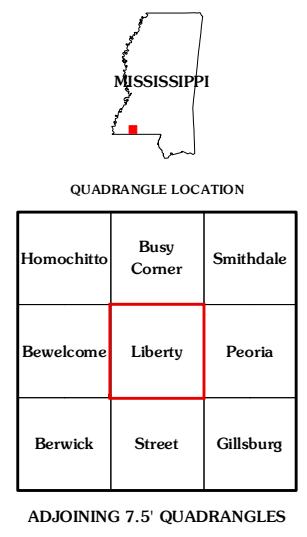 MISSISSIPPI
QUADRANGLE LOCATION
Homochitto
Busy
Corner
Smithdale
Bewelcome
Liberty
Peoria
Berwick
Street
Gillsburg
ADJOINING 7.5' QUADRANGLES